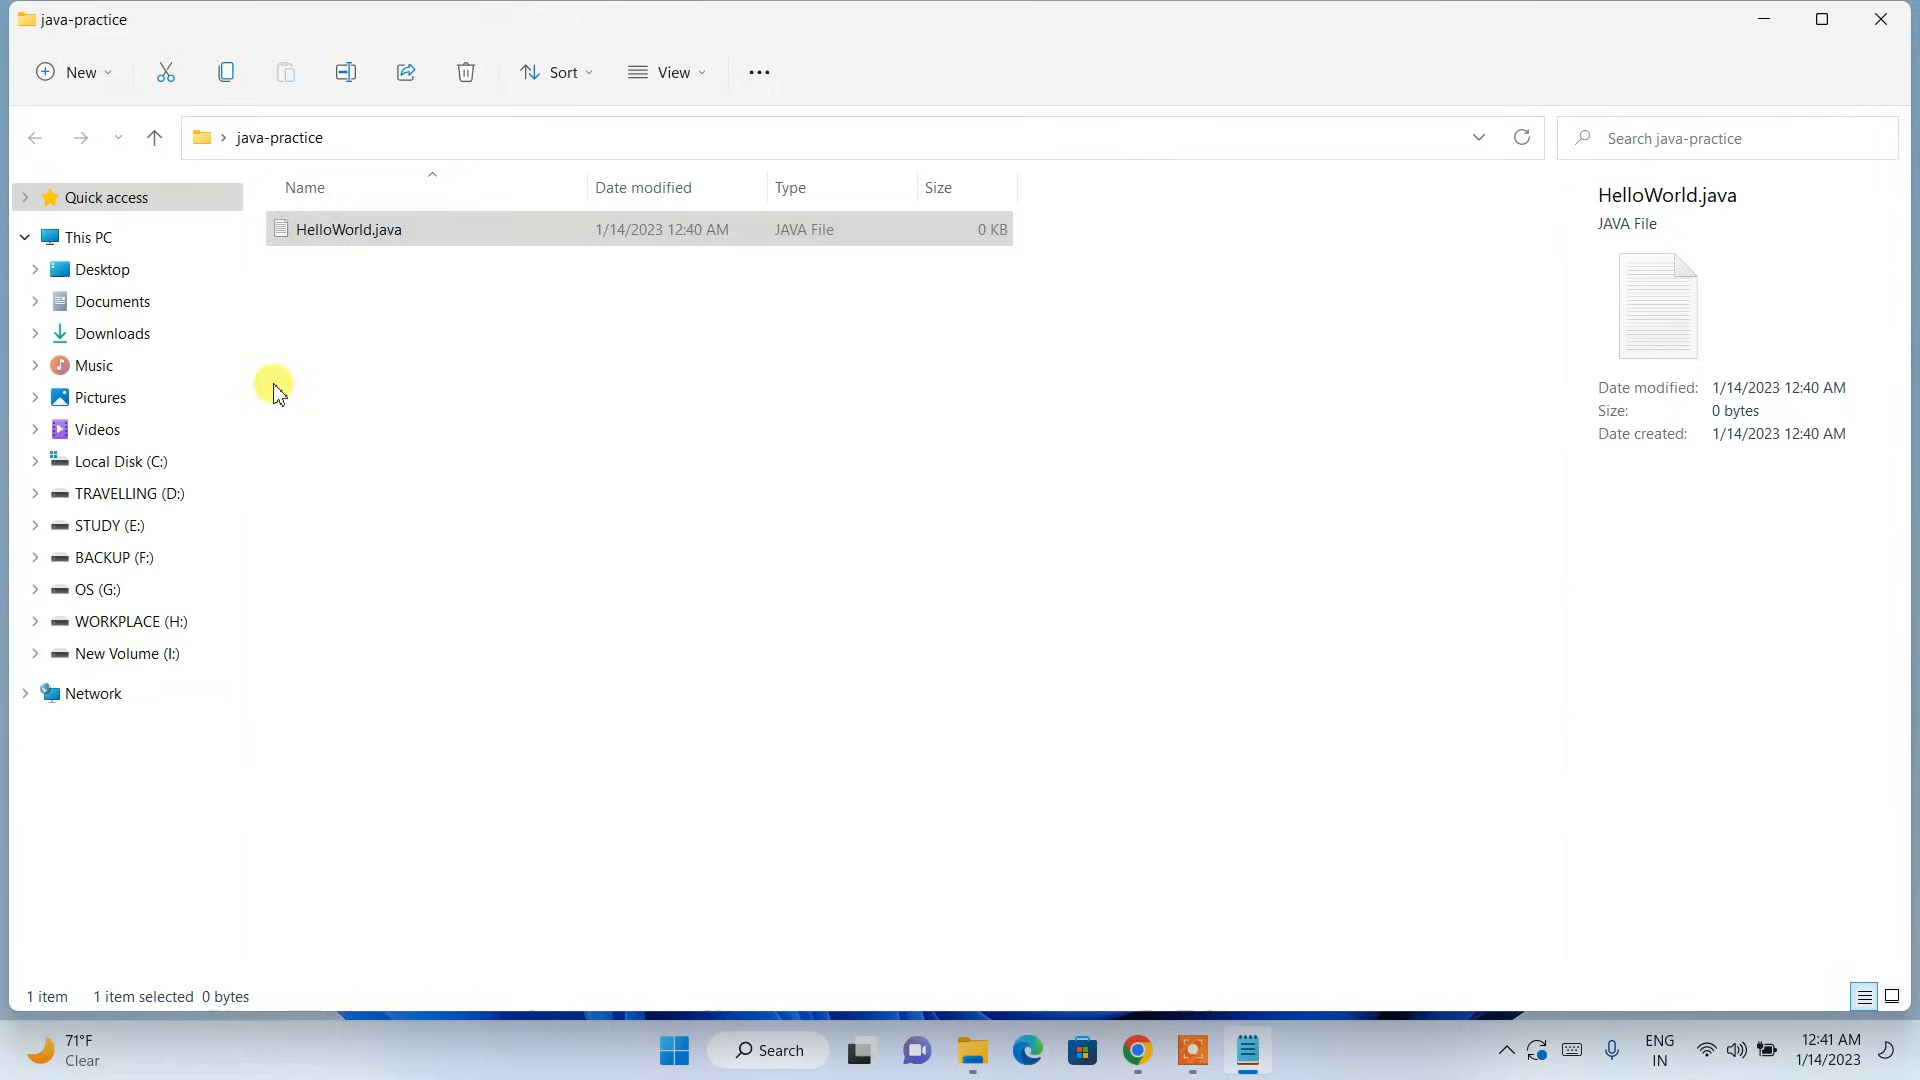 java-practice
New
Sort
View
java-practice
Search java-practice
Name
Date modified
Type
Size
HelloWorld.java
1/14/2023 12:40 AM
JAVA File
0 KB
Quick access
This PC
Desktop
Documents
Downloads
Music
Pictures
Videos
Local Disk (C:)
TRAVELLING (D:)
STUDY (E:)
BACKUP (F:)
OS (G:)
WORKPLACE (H:)
New Volume (I:)
Network
HelloWorld.java
JAVA File
Date modified: 1/14/2023 12:40 AM
Size: 0 bytes
Date created: 1/14/2023 12:40 AM
1 item 1 item selected 0 bytes
71°F
Clear
Search
ENG
IN
12:41 AM
1/14/2023